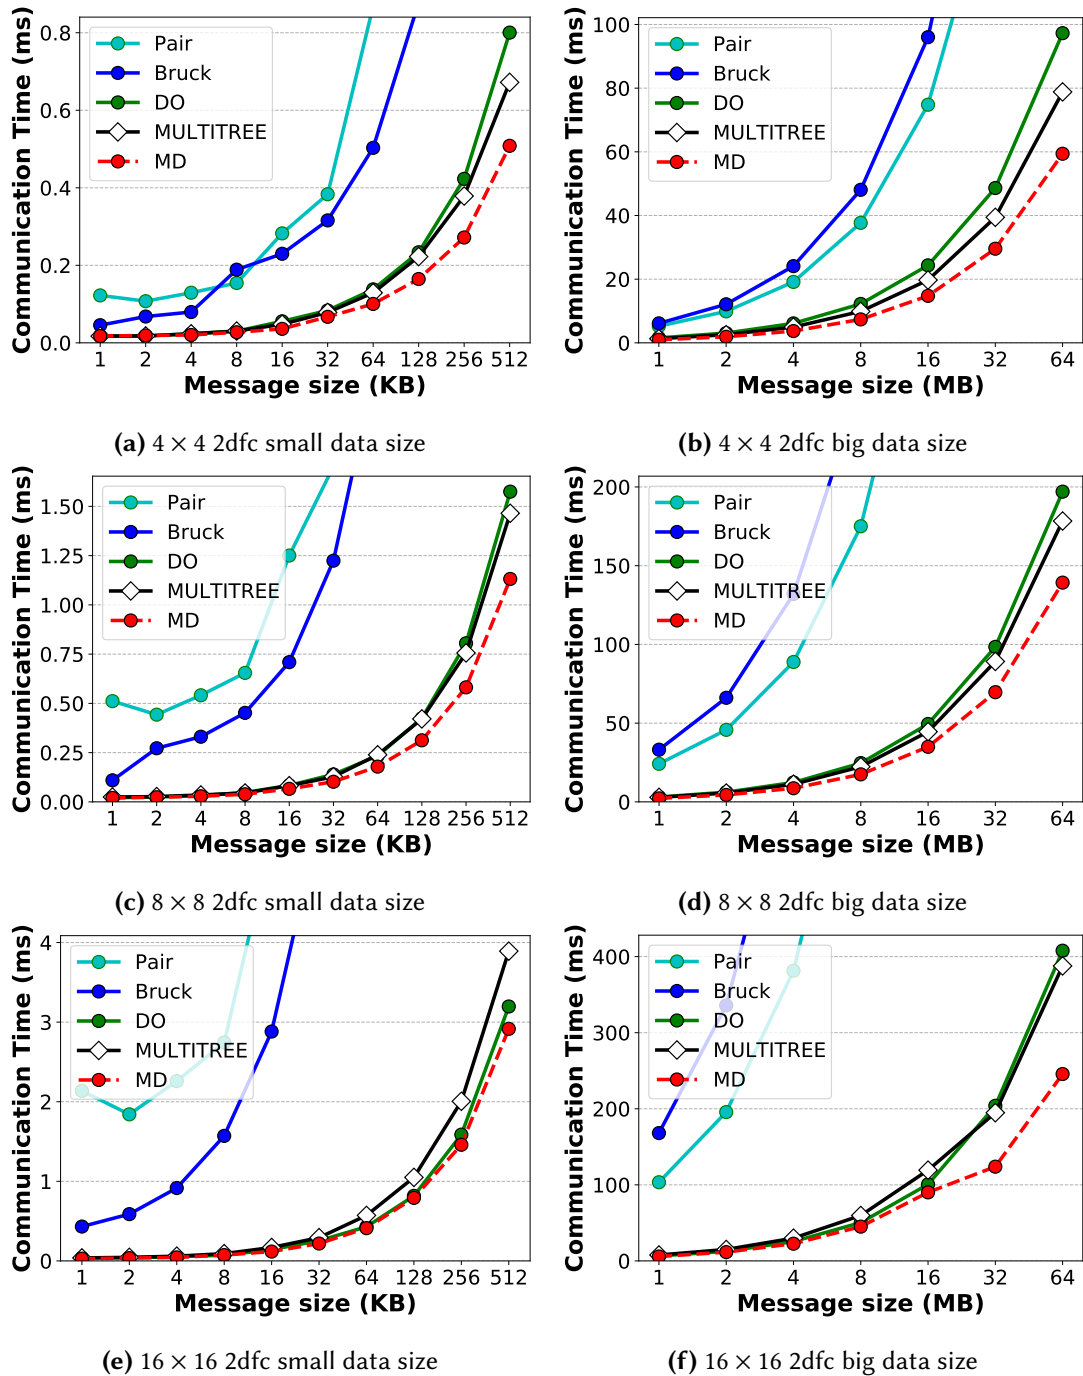 Communication Time (ms)
0.8
0.6
0.4
0.2
0.0
Pair
Bruck
DO
MULTITREE
MD
1 2 4 8 16 32 64 128 256 512
Message size (KB)
(a) 4 × 4 2dfc small data size
Communication Time (ms)
100
80
60
40
20
0
Pair
Bruck
DO
MULTITREE
MD
1 2 4 8 16 32 64
Message size (MB)
(b) 4 × 4 2dfc big data size
Communication Time (ms)
1.50
1.25
1.00
0.75
0.50
0.25
0.00
Pair
Bruck
DO
MULTITREE
MD
1 2 4 8 16 32 64 128 256 512
Message size (KB)
(c) 8 × 8 2dfc small data size
Communication Time (ms)
200
150
100
50
0
Pair
Bruck
DO
MULTITREE
MD
1 2 4 8 16 32 64
Message size (MB)
(d) 8 × 8 2dfc big data size
Communication Time (ms)
4
3
2
1
0
Pair
Bruck
DO
MULTITREE
MD
1 2 4 8 16 32 64 128 256 512
Message size (KB)
(e) 16 × 16 2dfc small data size
Communication Time (ms)
400
300
200
100
0
Pair
Bruck
DO
MULTITREE
MD
1 2 4 8 16 32 64
Message size (MB)
(f) 16 × 16 2dfc big data size